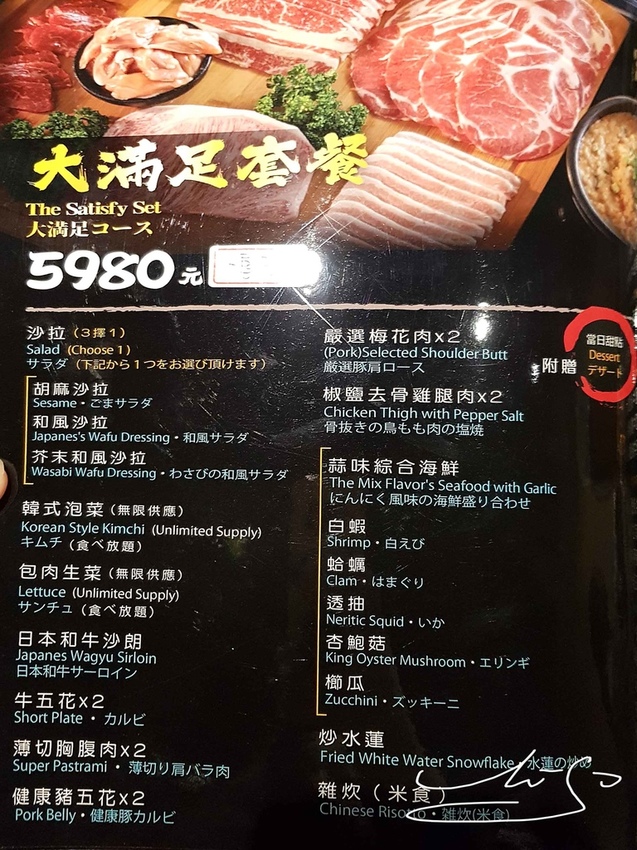 大滿足套餐
The Satisfy Set
大満足コース
5980元
沙拉（3擇1）
Salad (Choose 1)
サラダ（下記から1つをお選び頂けます）
胡麻沙拉
Sesame・ごまサラダ
和風沙拉
Japanes's Wafu Dressing・和風サラダ
芥末和風沙拉
Wasabi Wafu Dressing・わさびの和風サラダ
韓式泡菜（無限供應）
Korean Style Kimchi (Unlimited Supply)
キムチ（食べ放題）
包肉生菜（無限供應）
Lettuce (Unlimited Supply)
サンチュ（食べ放題）
日本和牛沙朗
Japanes Wagyu Sirloin
日本和牛サーロイン
牛五花x2
Short Plate・カルビ
薄切胸腹肉x2
Super Pastrami・薄切り肩バラ肉
健康豬五花x2
Pork Belly・健康豚カルビ
嚴選梅花肉x2
(Pork)Selected Shoulder Butt
厳選豚肩ロース
椒鹽去骨雞腿肉x2
Chicken Thigh with Pepper Salt
骨抜きの鳥もも肉の塩焼
蒜味綜合海鮮
The Mix Flavor's Seafood with Garlic
にんにく風味の海鮮盛り合わせ
白蝦
Shrimp・白えび
蛤蠣
Clam・はまぐり
透抽
Neritic Squid・いか
杏鮑菇
King Oyster Mushroom・エリンギ
櫛瓜
Zucchini・ズッキーニ
炒水蓮
Fried White Water Snowflake・水蓮の炒め
雜炊（米食）
Chinese Risotto・雑炊(米食)
附贈
當日甜點
Dessert
デザート